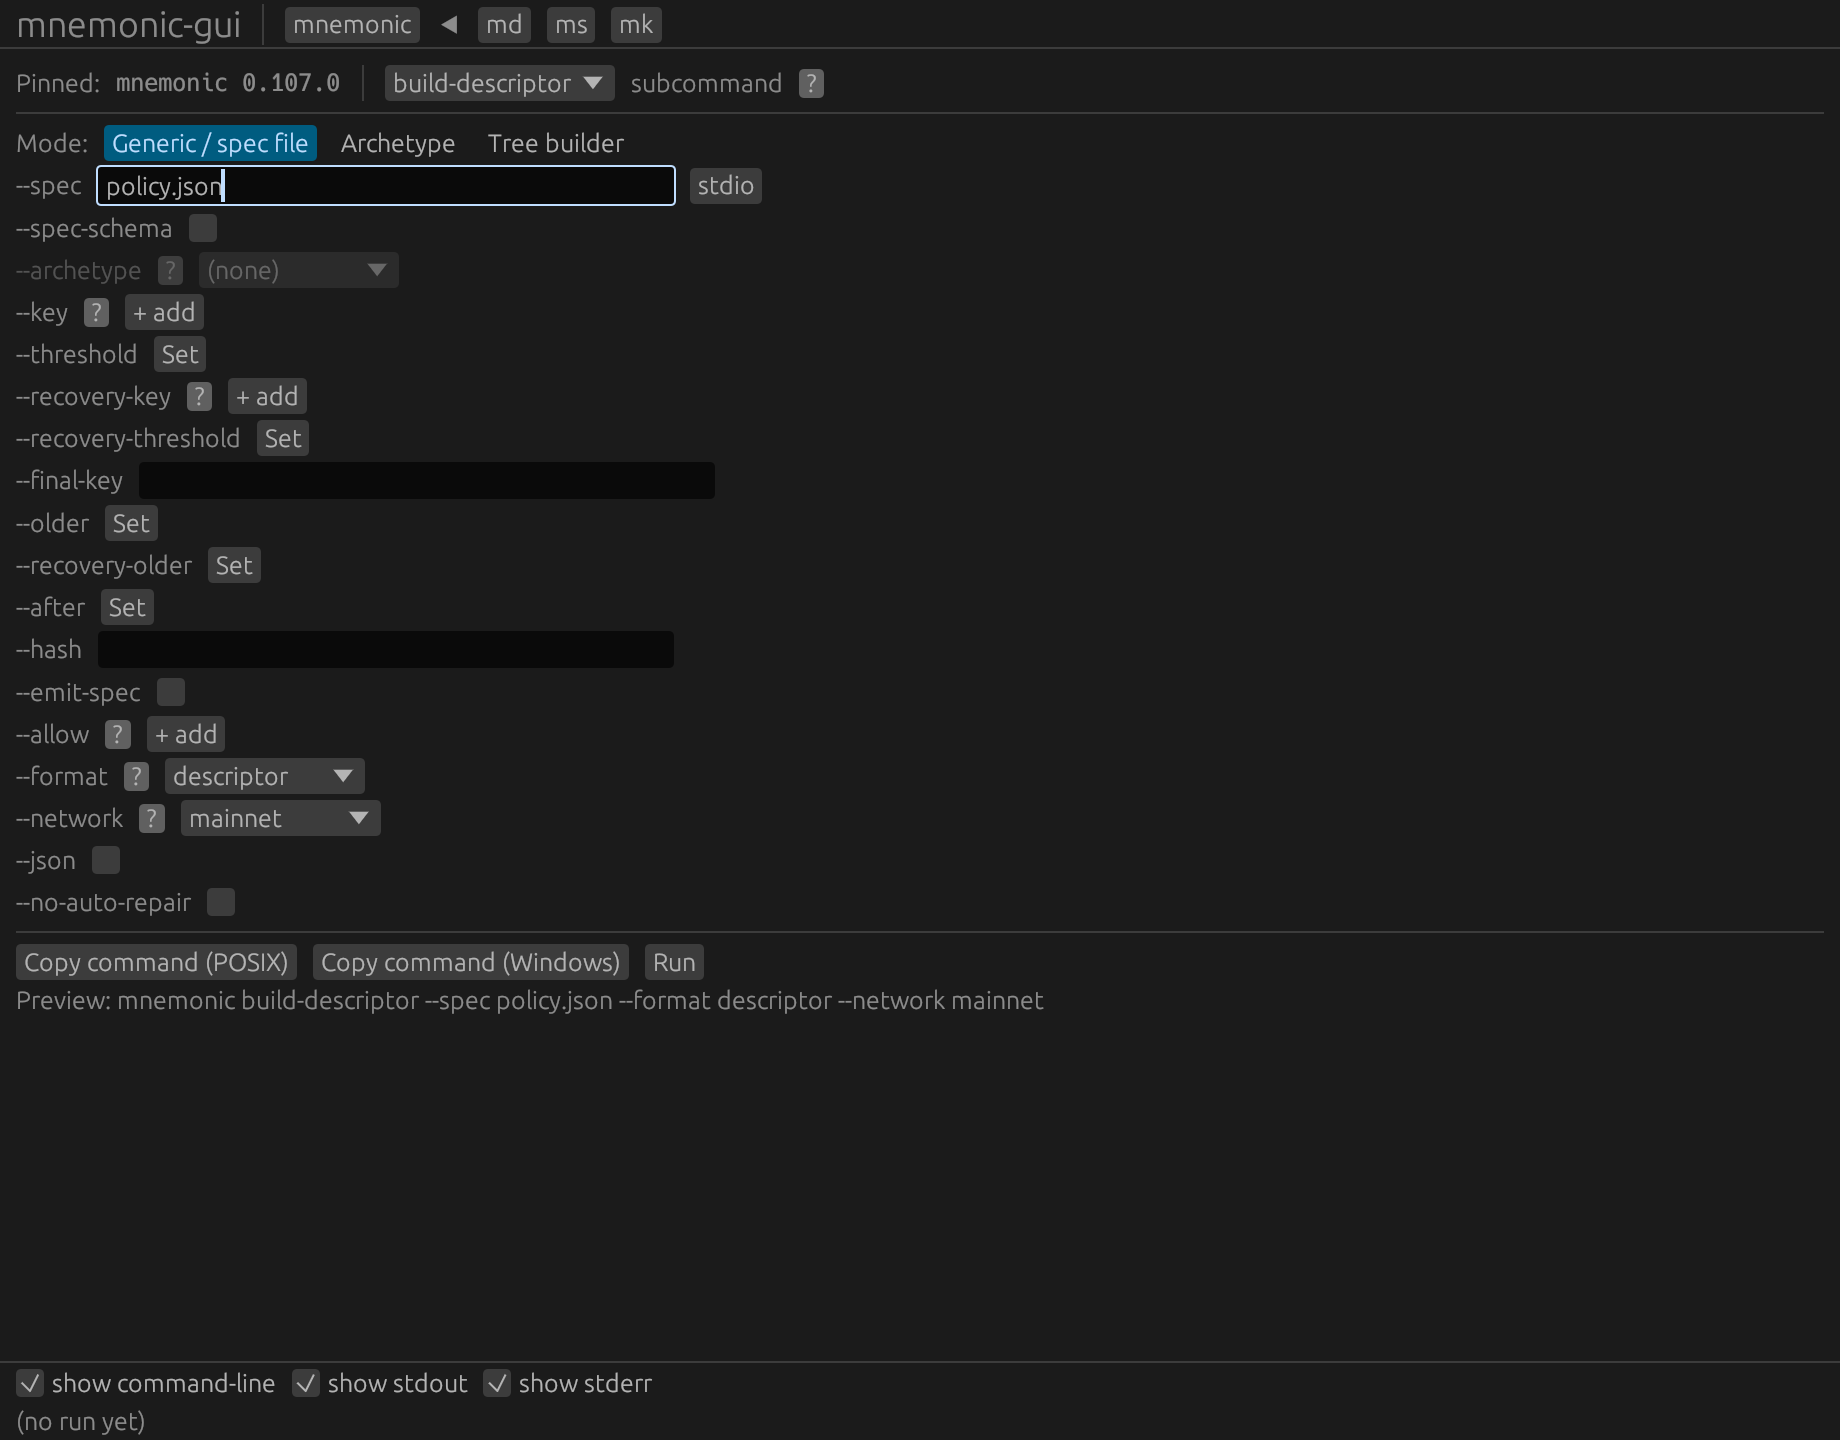 mnemonic-gui mnemonic ◀ md ms mk
Pinned: mnemonic 0.107.0 build-descriptor ▼ subcommand ?
Mode: Generic / spec file Archetype Tree builder
--spec policy.json stdio
--spec-schema
--archetype ? (none) ▼
--key ? + add
--threshold Set
--recovery-key ? + add
--recovery-threshold Set
--final-key
--older Set
--recovery-older Set
--after Set
--hash
--emit-spec
--allow ? + add
--format ? descriptor ▼
--network ? mainnet ▼
--json
--no-auto-repair
Copy command (POSIX) Copy command (Windows) Run
Preview: mnemonic build-descriptor --spec policy.json --format descriptor --network mainnet
show command-line show stdout show stderr
(no run yet)